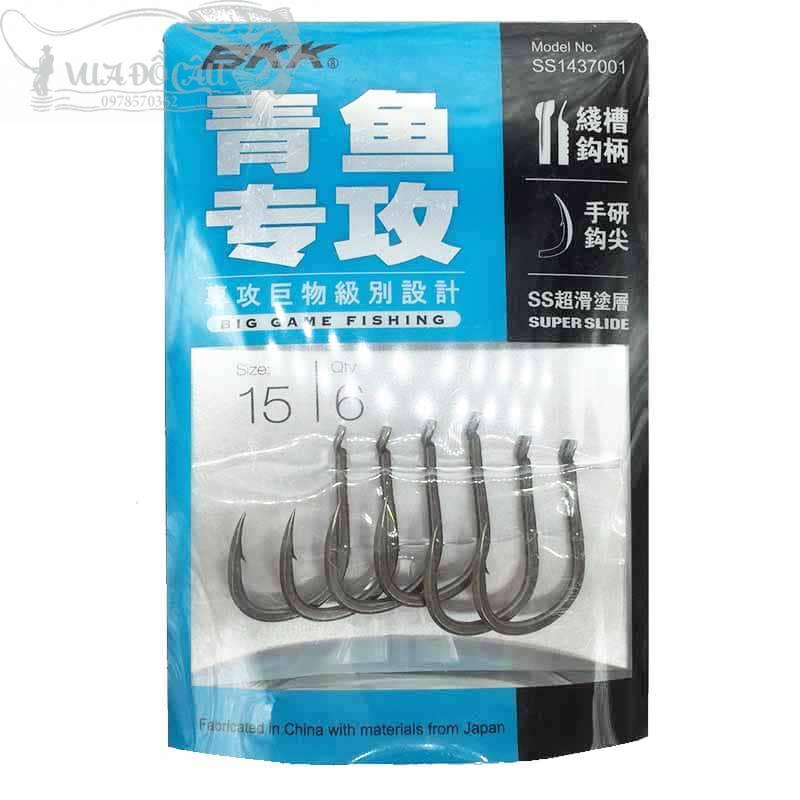 VUA ĐỒ CÂU
0978570352
BKK®
Model No.
SS1437001
青鱼
专攻
專攻巨物級別設計
BIG GAME FISHING
綫槽
鈎柄
手研
鈎尖
SS超滑塗層
SUPER SLIDE
Size:
15
Qty
6
Fabricated in China with materials from Japan